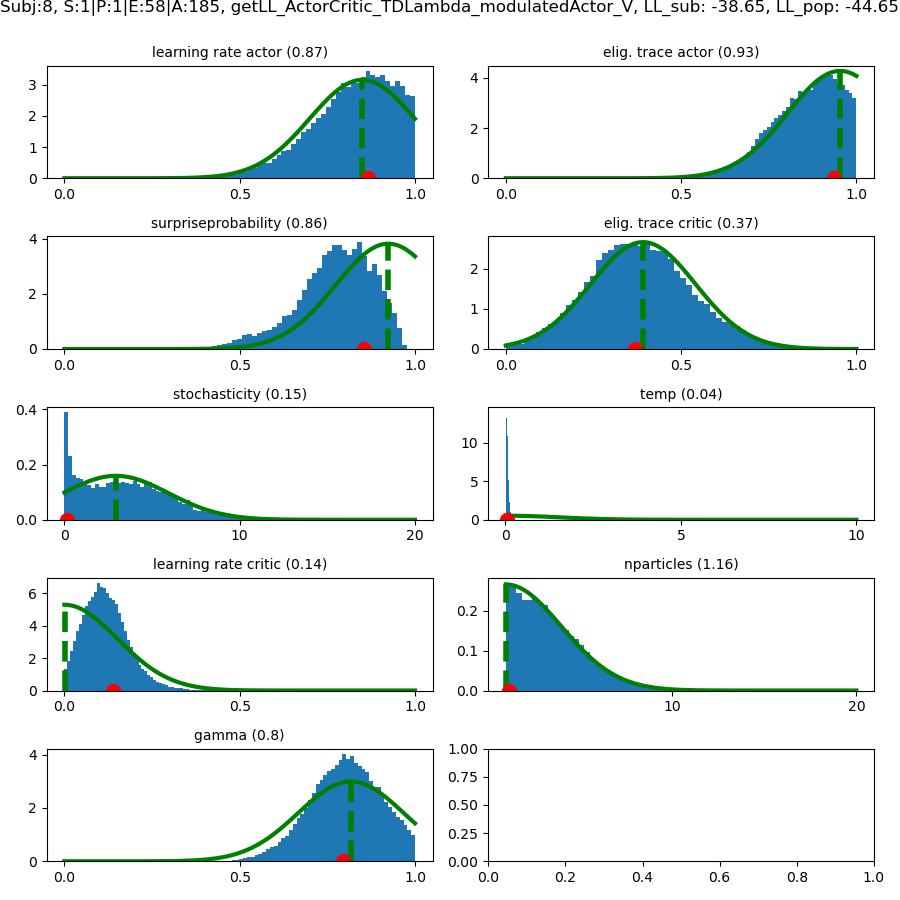 Subj:8, S:1|P:1|E:58|A:185, getLL_ActorCritic_TDLambda_modulatedActor_V, LL_sub: -38.65, LL_pop: -44.65
learning rate actor (0.87)
elig. trace actor (0.93)
3
2
1
0
0.0 0.5 1.0
4
2
0
0.0 0.5 1.0
surpriseprobability (0.86)
elig. trace critic (0.37)
4
2
0
0.0 0.5 1.0
2
1
0
0.0 0.5 1.0
stochasticity (0.15)
temp (0.04)
0.4
0.2
0.0
0 10 20
10
5
0
0 5 10
learning rate critic (0.14)
nparticles (1.16)
6
4
2
0
0.0 0.5 1.0
0.2
0.1
0.0
10 20
gamma (0.8)
4
2
0
0.0 0.5 1.0
1.00
0.75
0.50
0.25
0.00
0.0 0.2 0.4 0.6 0.8 1.0